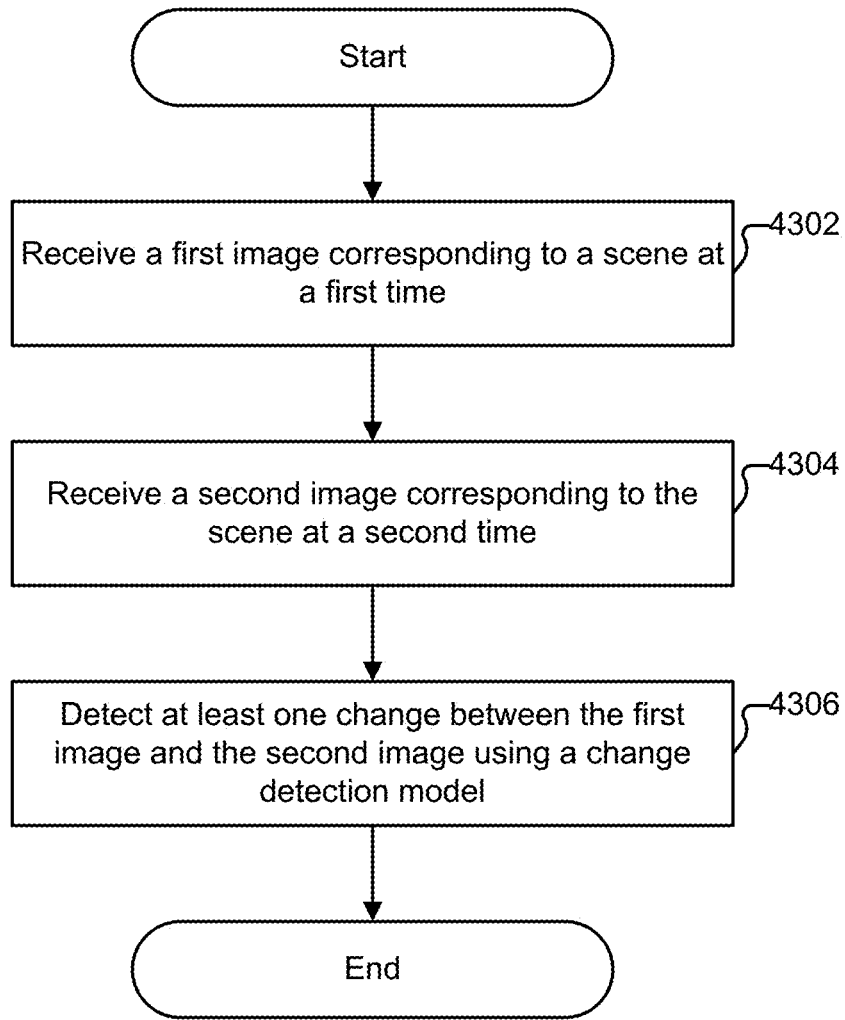 Start
4302
Receive a first image corresponding to a scene at
a first time
4304
Receive a second image corresponding to the
scene at a second time
4306
Detect at least one change between the first
image and the second image using a change
detection model
End